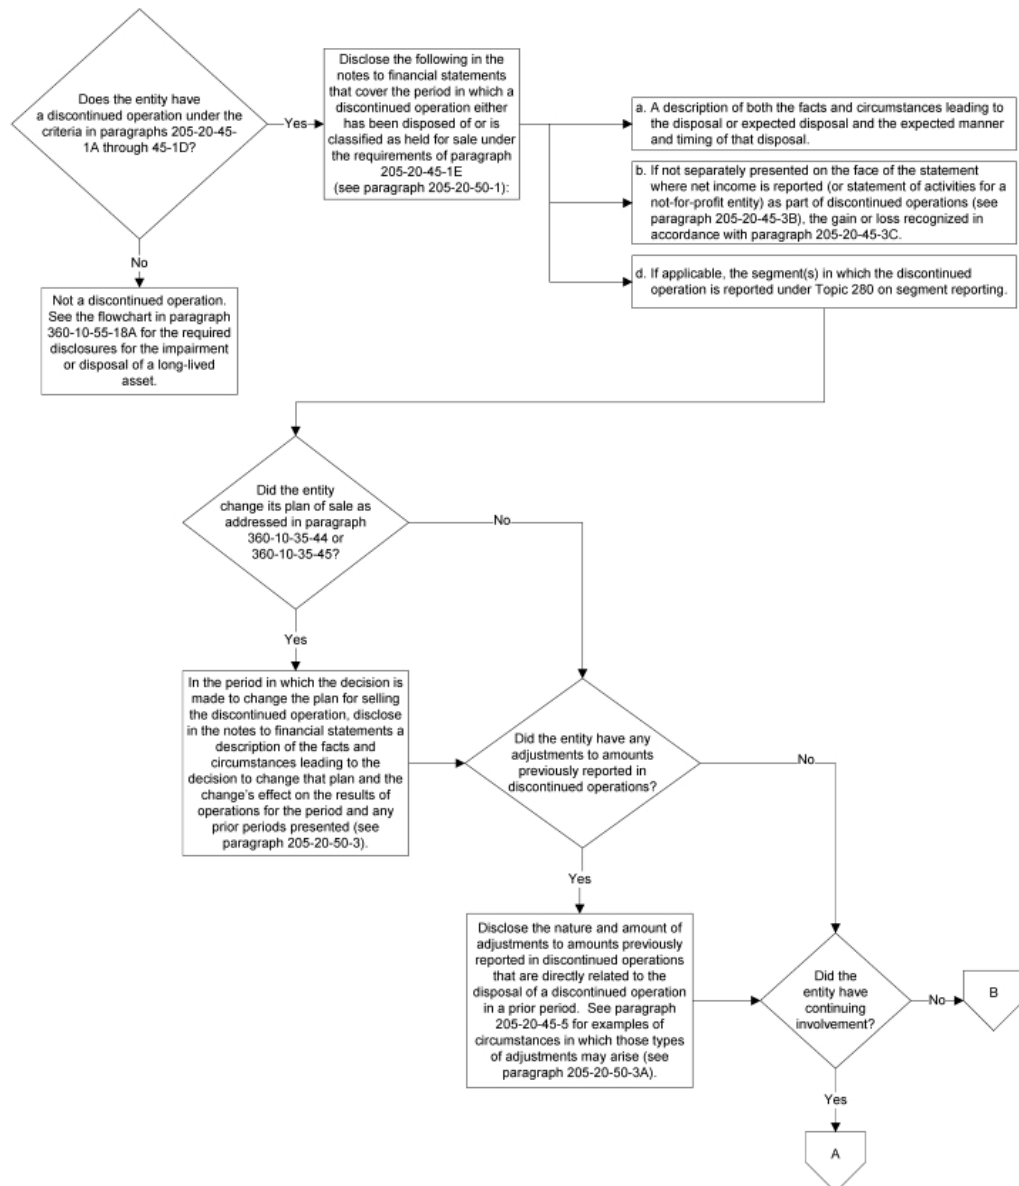 Does the entity have
a discontinued operation under the
criteria in paragraphs 205-20-45-
1A through 45-1D?
Yes
Disclose the following in the
notes to financial statements
that cover the period in which a
discontinued operation either
has been disposed of or is
classified as held for sale under
the requirements of paragraph
205-20-45-1E
(see paragraph 205-20-50-1):
a. A description of both the facts and circumstances leading to
the disposal or expected disposal and the expected manner
and timing of that disposal.
b. If not separately presented on the face of the statement
where net income is reported (or statement of activities for a
not-for-profit entity) as part of discontinued operations (see
paragraph 205-20-45-3B), the gain or loss recognized in
accordance with paragraph 205-20-45-3C.
d. If applicable, the segment(s) in which the discontinued
operation is reported under Topic 280 on segment reporting.
No
Not a discontinued operation.
See the flowchart in paragraph
360-10-55-18A for the required
disclosures for the impairment
or disposal of a long-lived
asset.
Did the entity
change its plan of sale as
addressed in paragraph
360-10-35-44 or
360-10-35-45?
No
Yes
In the period in which the decision is
made to change the plan for selling
the discontinued operation, disclose
in the notes to financial statements a
description of the facts and
circumstances leading to the
decision to change that plan and the
change's effect on the results of
operations for the period and any
prior periods presented (see
paragraph 205-20-50-3).
Did the entity have any
adjustments to amounts
previously reported in
discontinued operations?
No
Yes
Disclose the nature and amount of
adjustments to amounts previously
reported in discontinued operations
that are directly related to the
disposal of a discontinued operation
in a prior period. See paragraph
205-20-45-5 for examples of
circumstances in which those types
of adjustments may arise (see
paragraph 205-20-50-3A).
Did the
entity have
continuing
involvement?
No
B
Yes
A